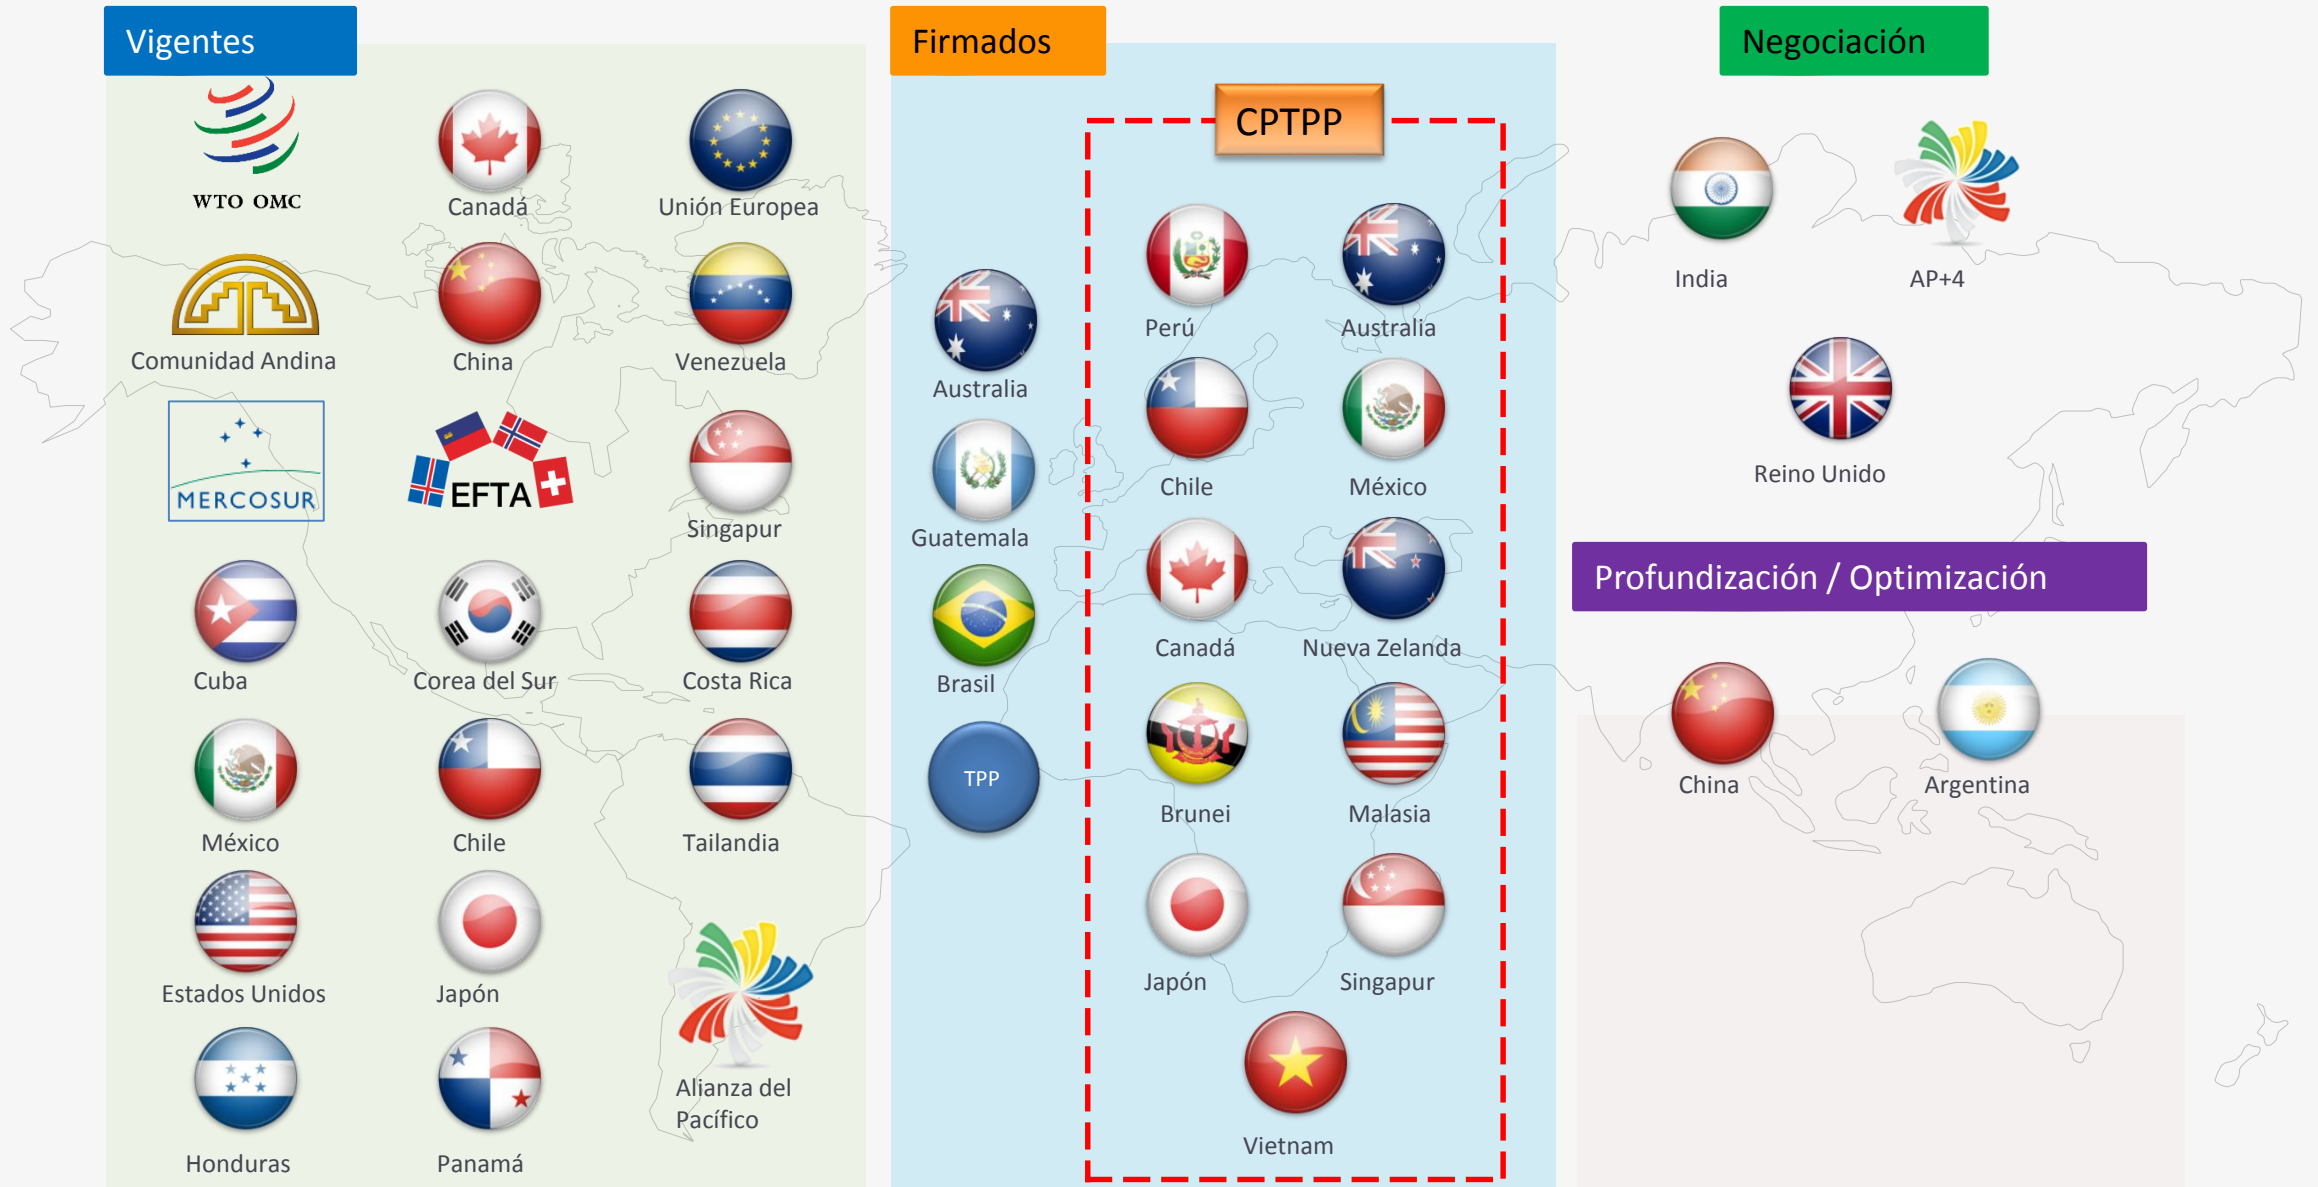 Vigentes
WTO OMC
Canadá
Unión Europea
Comunidad Andina
China
Venezuela
MERCOSUR
EFTA
Singapur
Cuba
Corea del Sur
Costa Rica
México
Chile
Tailandia
Estados Unidos
Japón
Alianza del
Pacífico
Honduras
Panamá
Firmados
Australia
Guatemala
Brasil
TPP
CPTPP
Perú
Australia
Chile
México
Canadá
Nueva Zelanda
Brunei
Malasia
Japón
Singapur
Vietnam
Negociación
India
AP+4
Reino Unido
Profundización / Optimización
China
Argentina